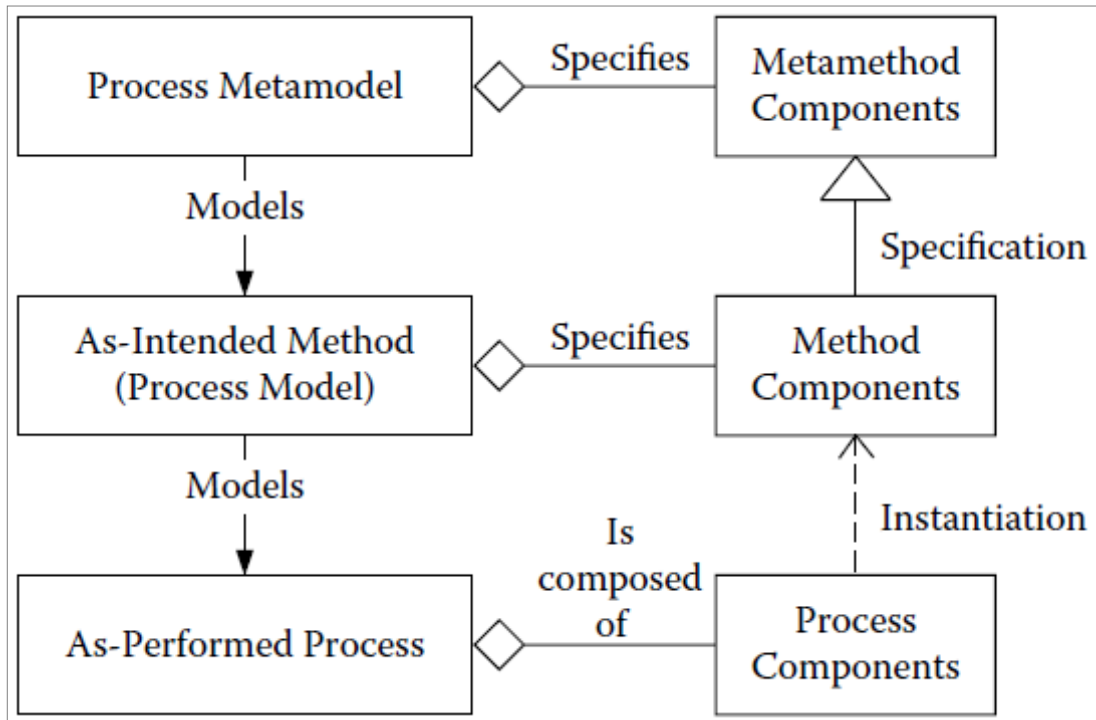 Process Metamodel
Specifies
Metamethod
Components
Models
Specification
As-Intended Method
(Process Model)
Specifies
Method
Components
Models
Instantiation
As-Performed Process
Is
composed
of
Process
Components